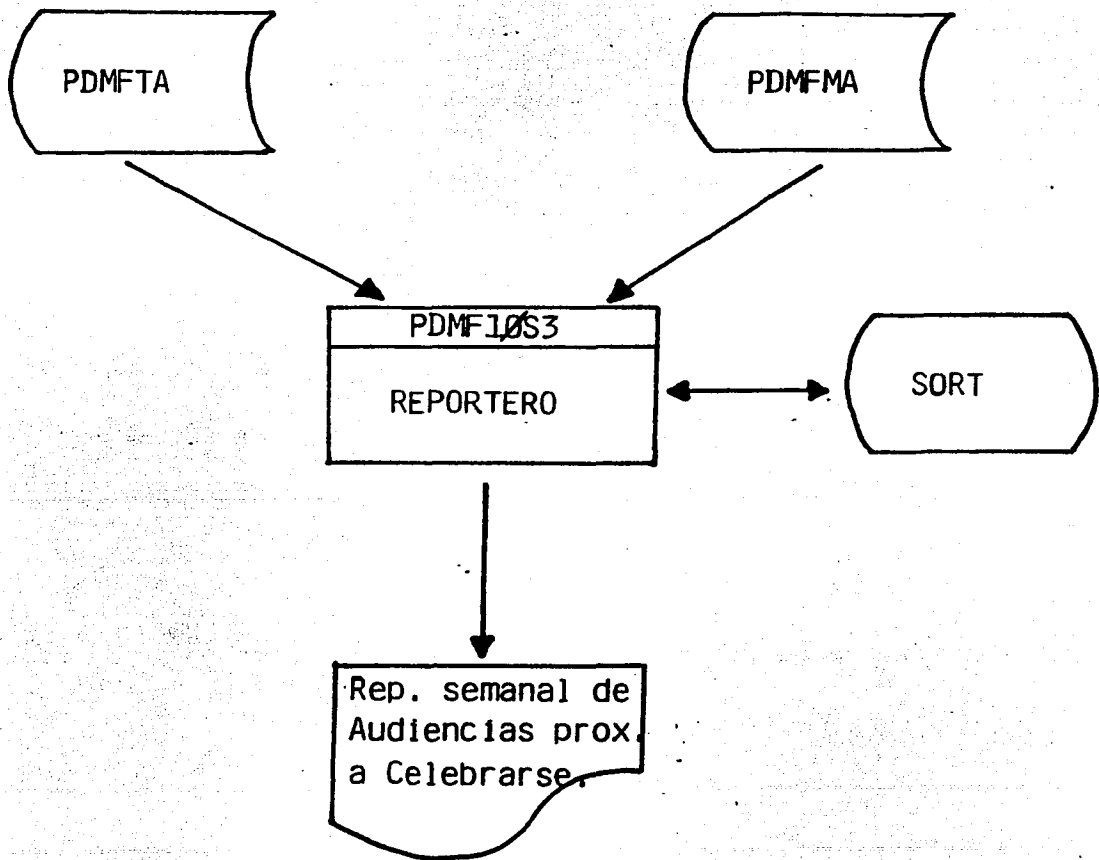 PDMFTA
PDMFMA
PDMF10S3
REPORTERO
SORT
Rep. semanal de
Audiencias prox.
a Celebrarse.